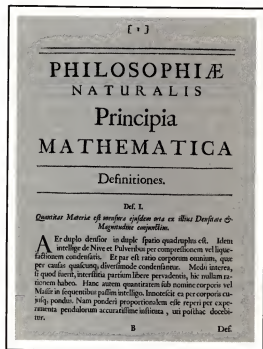 [ 1 ]
PHILOSOPHIÆ
NATURALIS
Principia
MATHEMATICA
Definitiones.
Def. I.
Quantitas Materiæ est mensura ejusdem orta ex illius Densitate &
Magnitudine conjunctim.
AEr duplo densior in duplo spatio quadruplus est. Idem
intellige de Nive et Pulveribus per compressionem vel lique-
factionem condensatis. Et par est ratio corporum omnium, quæ
per causas quascunq; diversimode condensantur. Medii interea,
si quod fuerit, interstitia partium libere pervadentis, hic nullam ra-
tionem habeo. Hanc autem quantitatem sub nomine corporis vel
Massæ in sequentibus passim intelligo. Innotescit ea per corporis cu-
jusq; pondus. Nam ponderi proportionalem esse reperi per expe-
rimenta pendulorum accuratissime instituta, uti posthac docebi-
tur.
B
Def.